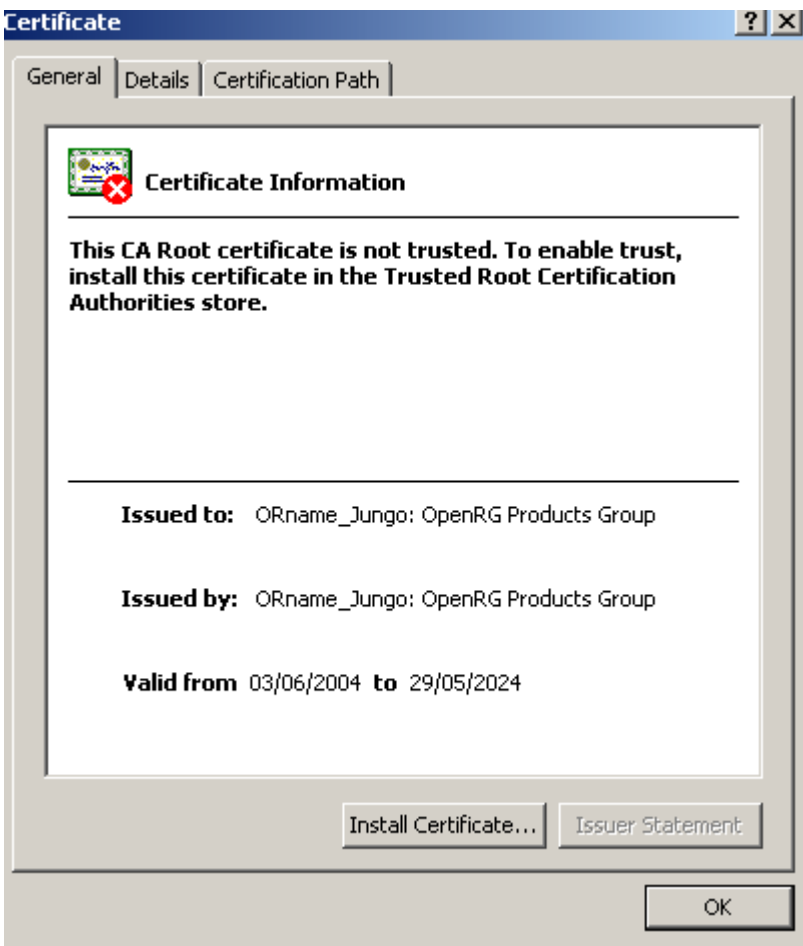 Certificate
General Details Certification Path
Certificate Information
This CA Root certificate is not trusted. To enable trust,
install this certificate in the Trusted Root Certification
Authorities store.
Issued to: ORname_Jungo: OpenRG Products Group
Issued by: ORname_Jungo: OpenRG Products Group
Valid from 03/06/2004 to 29/05/2024
Install Certificate... Issuer Statement
OK